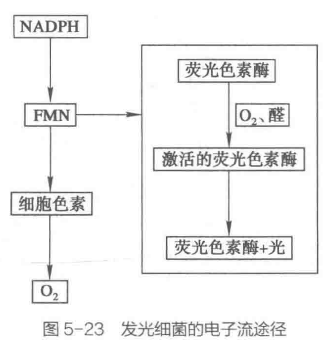 NADPH
FMN
细胞色素
O₂
荧光色素酶
O₂、醛
激活的荧光色素酶
荧光色素酶+光
图 5-23 发光细菌的电子流途径